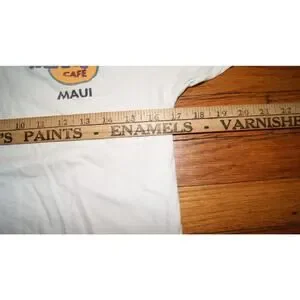 CAFE
MAUI
10 11 12 13 14 15 16 17 18 19 20 21 22
'S PAINTS - ENAMELS - VARNISHE